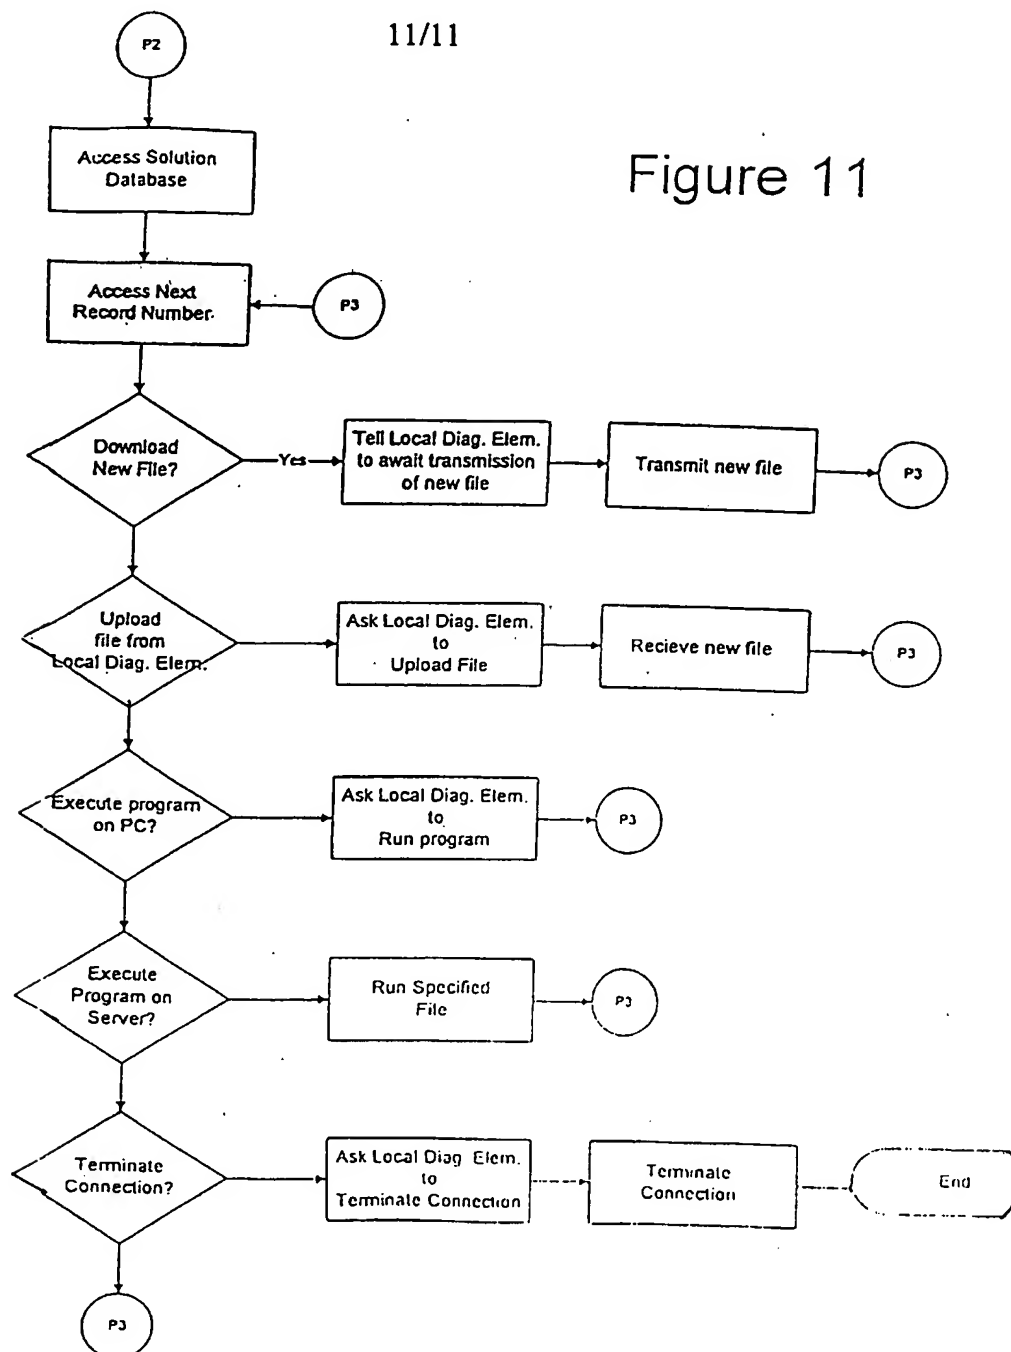 11/11
P2
Figure 11
Access Solution
Database
Access Next
Record Number.
P3
Download
New File?
Yes
Tell Local Diag. Elem.
to await transmission
of new file
Transmit new file
P3
Upload
file from
Local Diag. Elem.
Ask Local Diag. Elem.
to
Upload File
Recieve new file
P3
Execute program
on PC?
Ask Local Diag. Elem.
to
Run program
P3
Execute
Program on
Server?
Run Specified
File
P3
Terminate
Connection?
Ask Local Diag Elem.
to
Terminate Connection
Terminate
Connection
End
P3